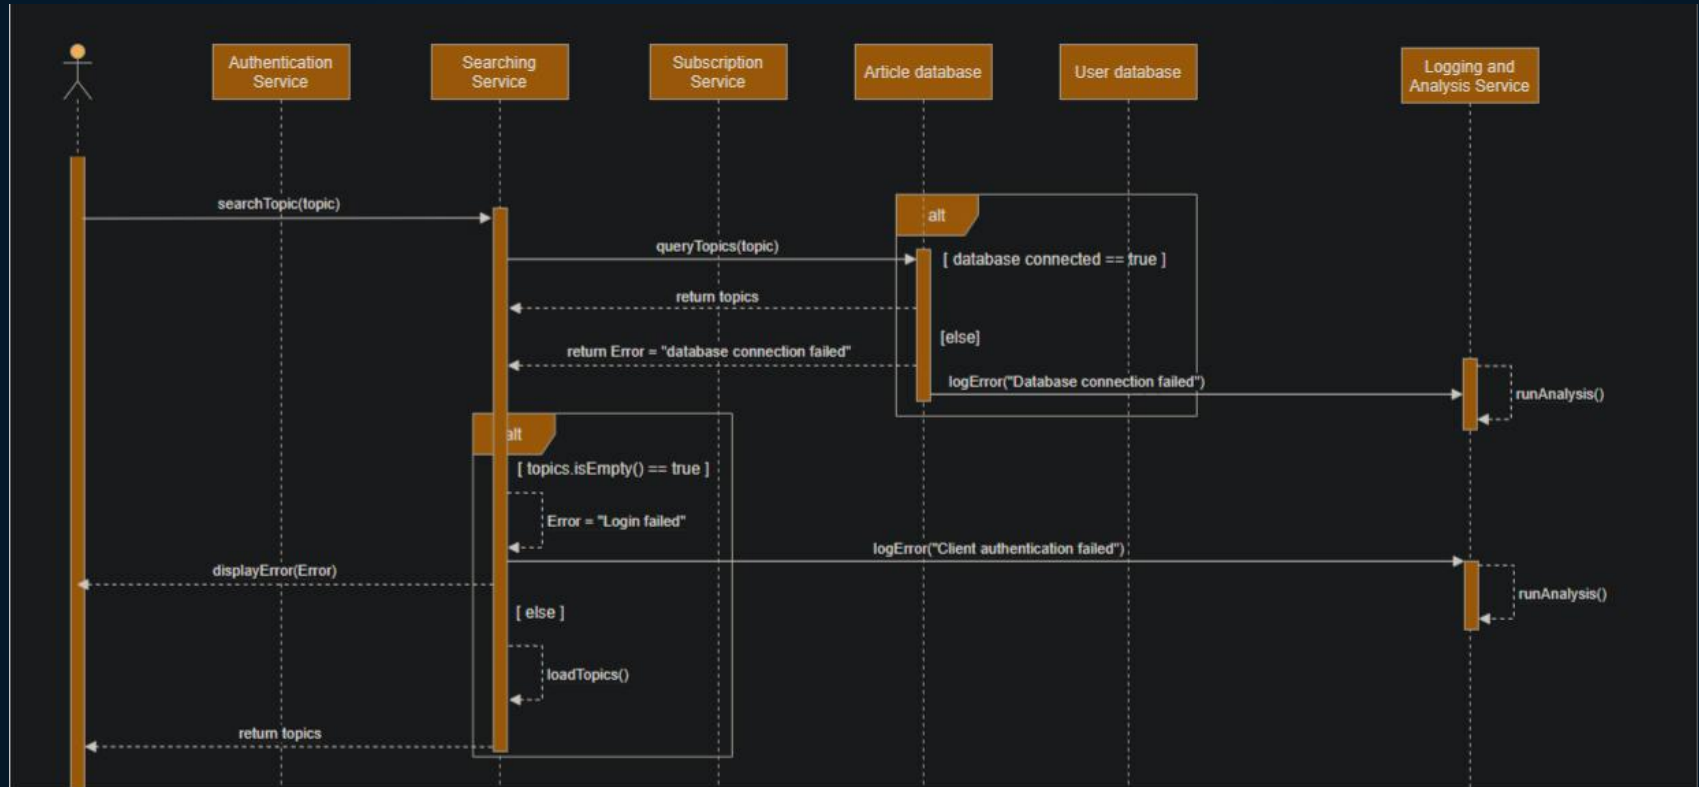 Authentication
Service
Searching
Service
Subscription
Service
Article database
User database
Logging and
Analysis Service
searchTopic(topic)
alt
queryTopics(topic)
[ database connected == true ]
return topics
[else]
return Error = "database connection failed"
logError("Database connection failed")
runAnalysis()
alt
[ topics.isEmpty() == true ]
Error = "Login failed"
logError("Client authentication failed")
displayError(Error)
runAnalysis()
[ else ]
loadTopics()
return topics